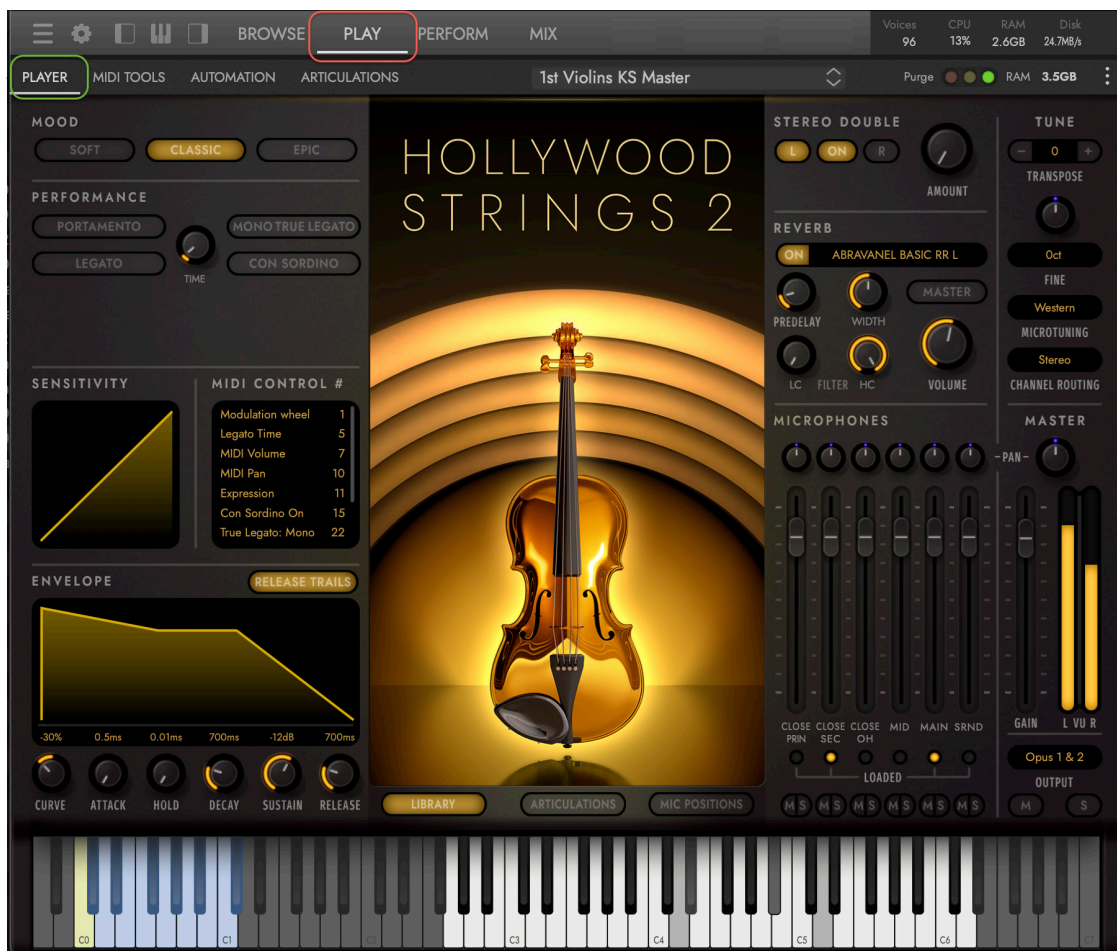 BROWSE PLAY PERFORM MIX
Voices CPU RAM Disk
96 13% 2.6GB 24.7MB/s
PLAYER MIDI TOOLS AUTOMATION ARTICULATIONS 1st Violins KS Master Purge RAM 3.5GB
MOOD
SOFT CLASSIC EPIC
PERFORMANCE
PORTAMENTO MONO TRUE LEGATO
LEGATO CON SORDINO
TIME
SENSITIVITY
MIDI CONTROL #
Modulation wheel 1
Legato Time 5
MIDI Volume 7
MIDI Pan 10
Expression 11
Con Sordino On 15
True Legato: Mono 22
ENVELOPE RELEASE TRAILS
-30% 0.5ms 0.01ms 700ms -12dB 700ms
CURVE ATTACK HOLD DECAY SUSTAIN RELEASE
HOLLYWOOD
STRINGS 2
LIBRARY ARTICULATIONS MIC POSITIONS
STEREO DOUBLE
L ON R
AMOUNT
REVERB
ON ABRAVANEL BASIC RR L
MASTER
PREDELAY WIDTH
LC FILTER HC VOLUME
MICROPHONES
CLOSE PRIN CLOSE SEC CLOSE OH MID MAIN SRND
LOADED
M S M S M S M S M S M S
TUNE
- 0 +
TRANSPOSE
0ct
FINE
Western
MICROTUNING
Stereo
CHANNEL ROUTING
MASTER
-PAN-
GAIN L VU R
Opus 1 & 2
OUTPUT
M S
C0 C1 C2 C3 C4 C5 C6 C7